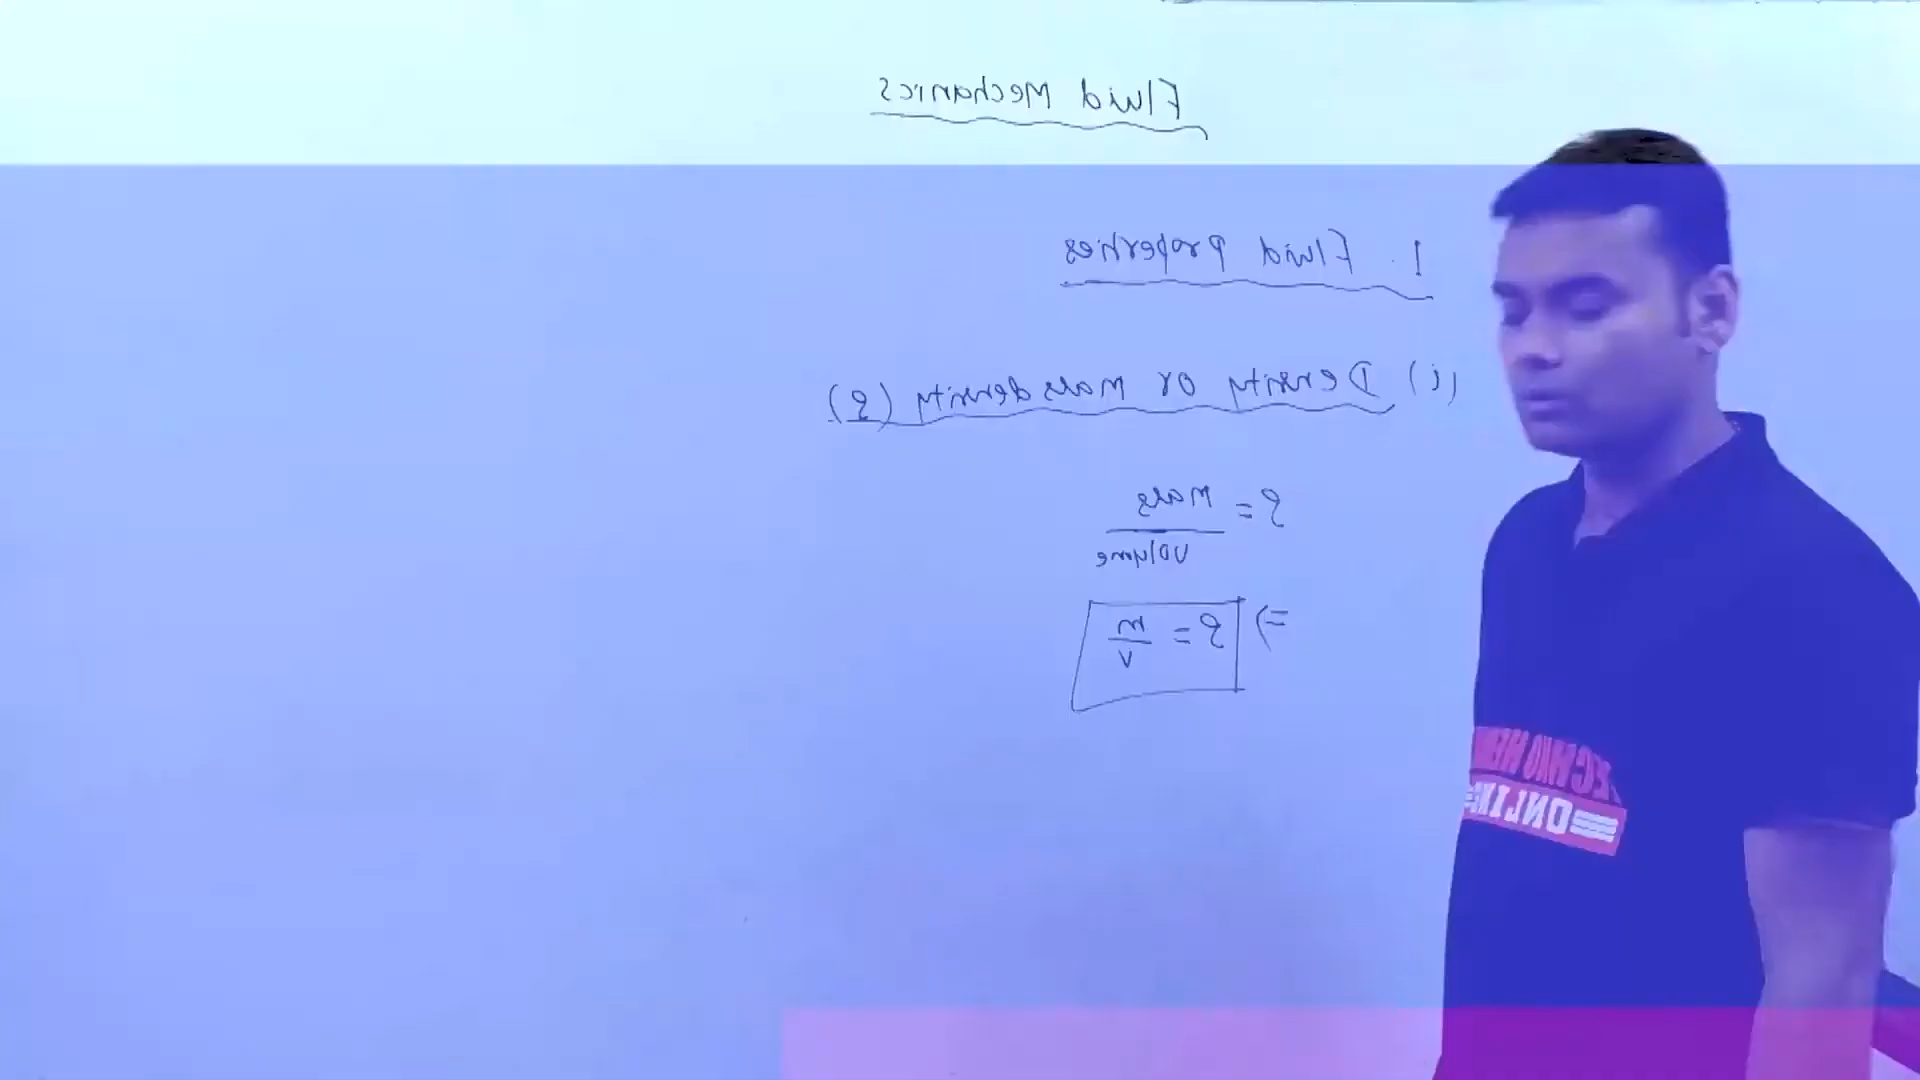 Fluid Mechanics
1. Fluid Properties
(i) Density or Mass density (ρ)
ρ = Mass
Volume
=) ρ = m
v
ONLINE